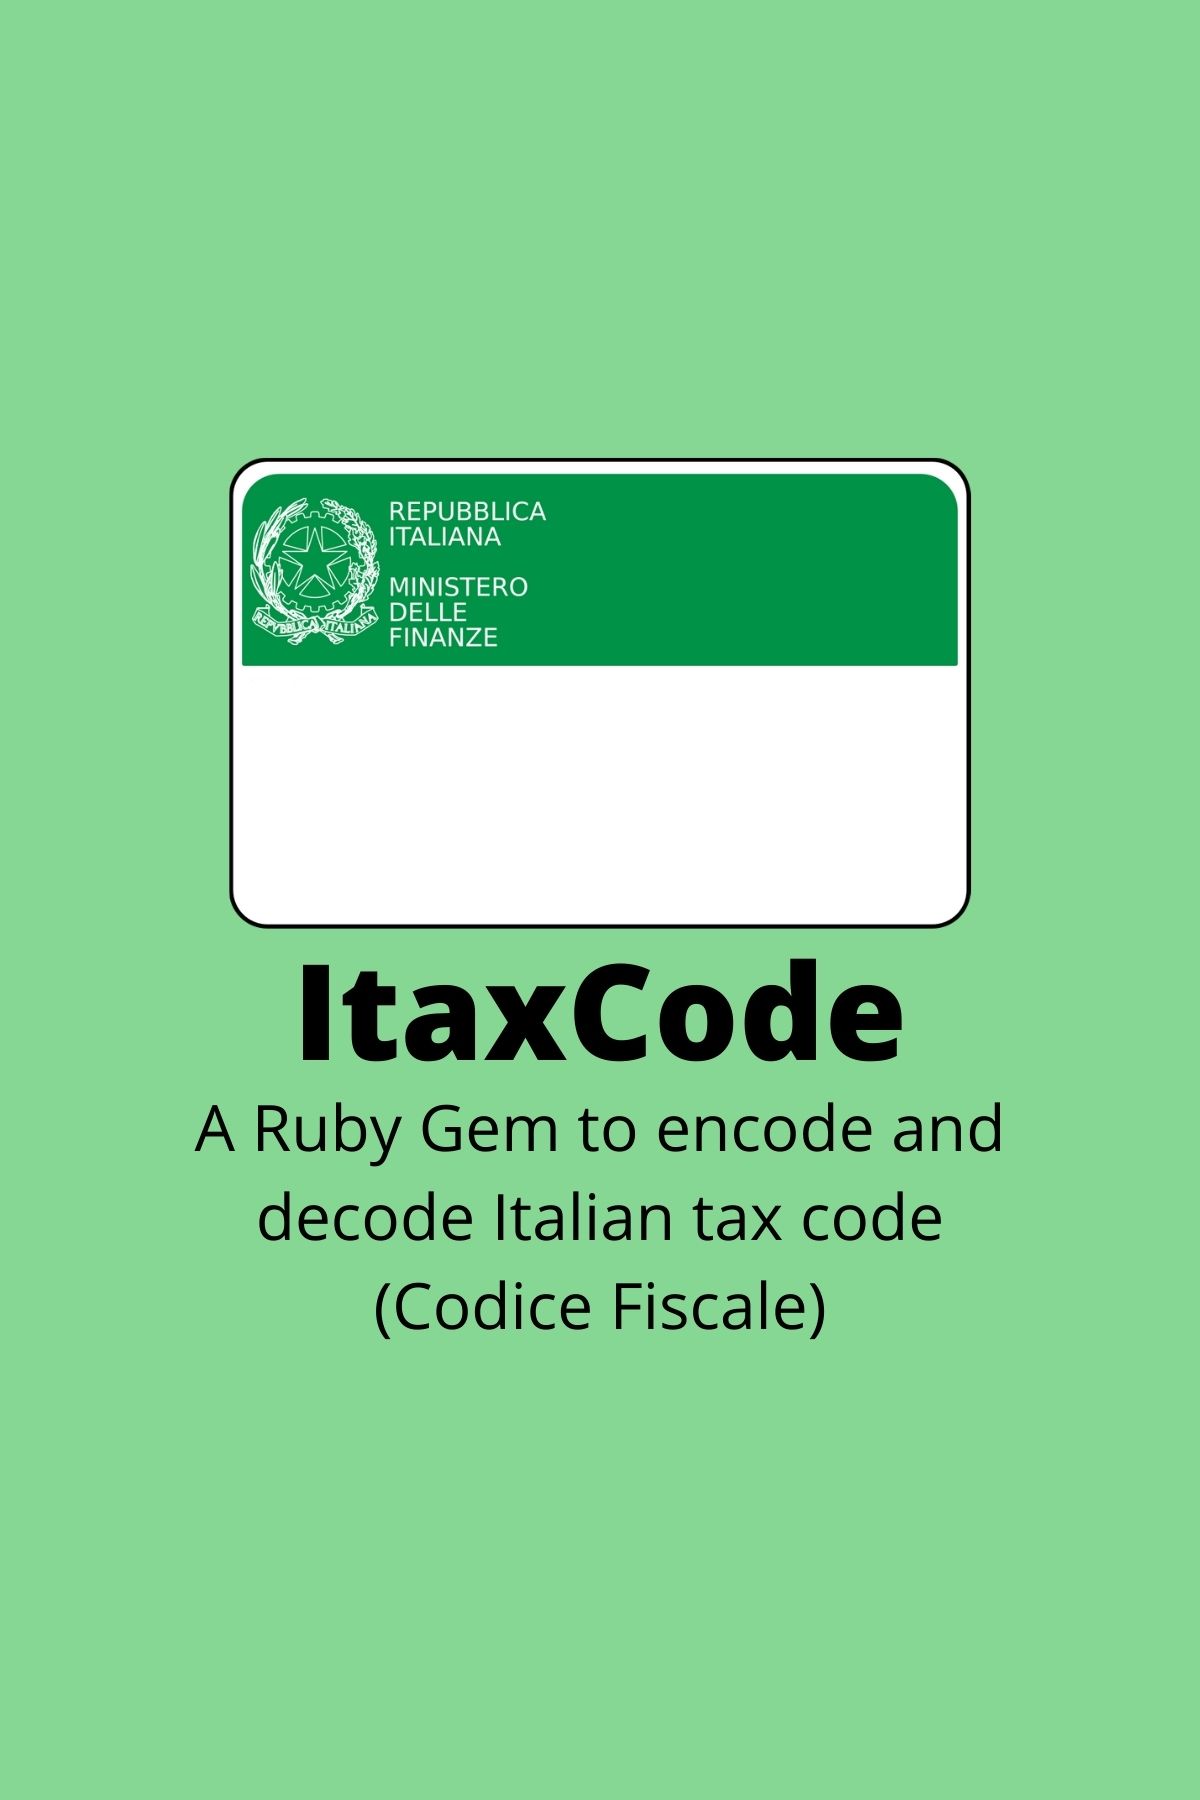 REPUBBLICA
ITALIANA
MINISTERO
DELLE
FINANZE
REPVBBLICA ITALIANA
ItaxCode
A Ruby Gem to encode and
decode Italian tax code
(Codice Fiscale)